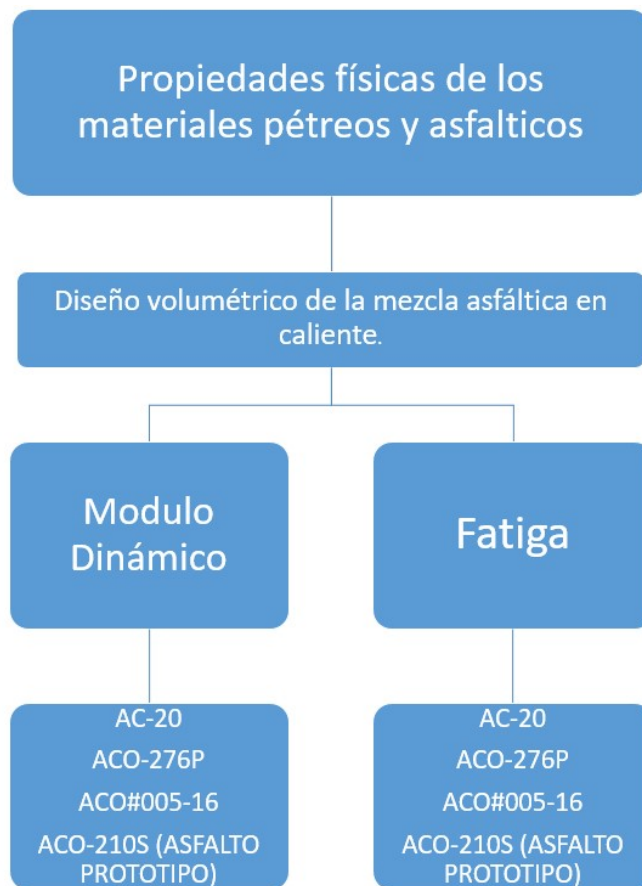 Propiedades físicas de los
materiales pétreos y asfalticos
Diseño volumétrico de la mezcla asfáltica en
caliente.
Modulo
Dinámico
Fatiga
AC-20
ACO-276P
ACO#005-16
ACO-210S (ASFALTO
PROTOTIPO)
AC-20
ACO-276P
ACO#005-16
ACO-210S (ASFALTO
PROTOTIPO)